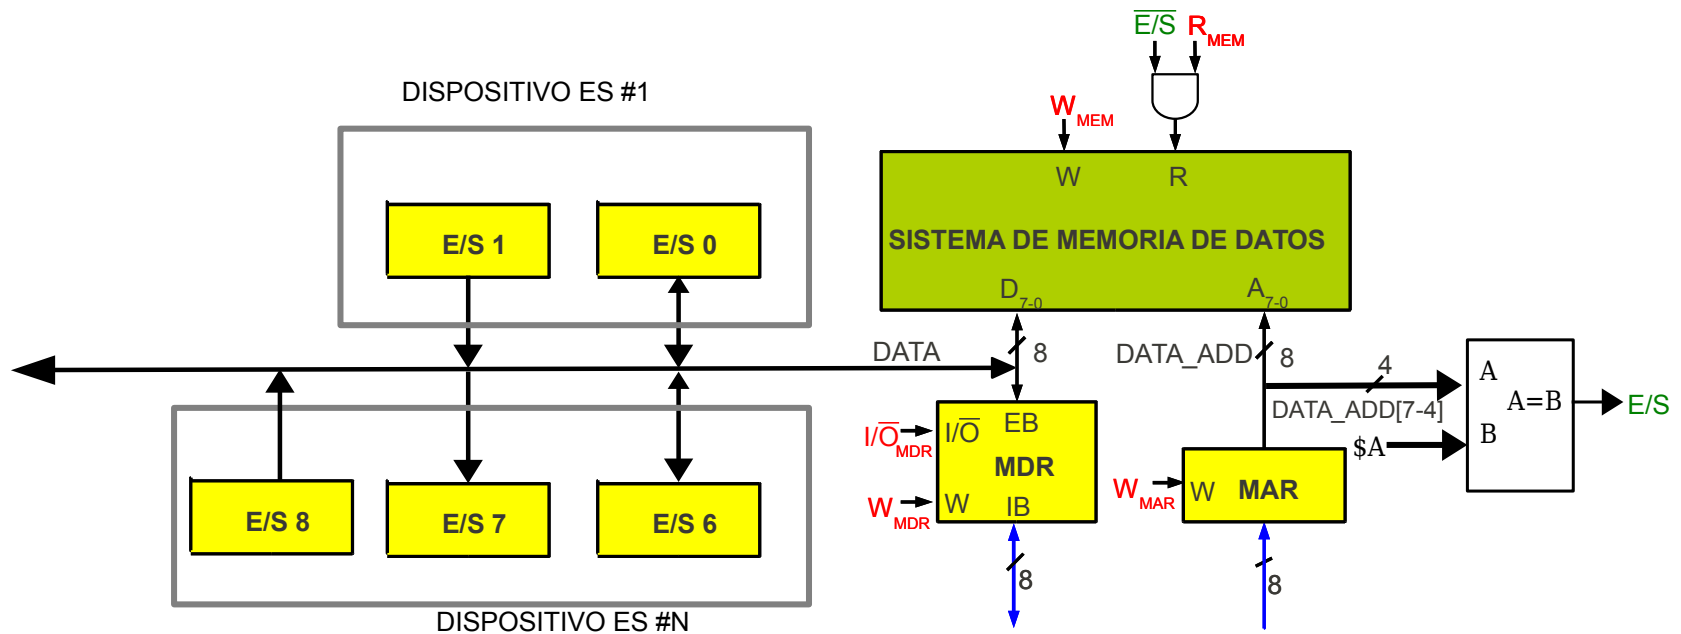 E/S R_MEM
DISPOSITIVO ES #1
W_MEM
W R
E/S 1 E/S 0
SISTEMA DE MEMORIA DE DATOS
D_7-0 A_7-0
DATA 8 DATA_ADD 8 4
A
A=B E/S
DATA_ADD[7-4]
B
$A
I/O_MDR I/O EB
MDR
W_MDR W IB
W_MAR W MAR
E/S 8 E/S 7 E/S 6
8 8
DISPOSITIVO ES #N